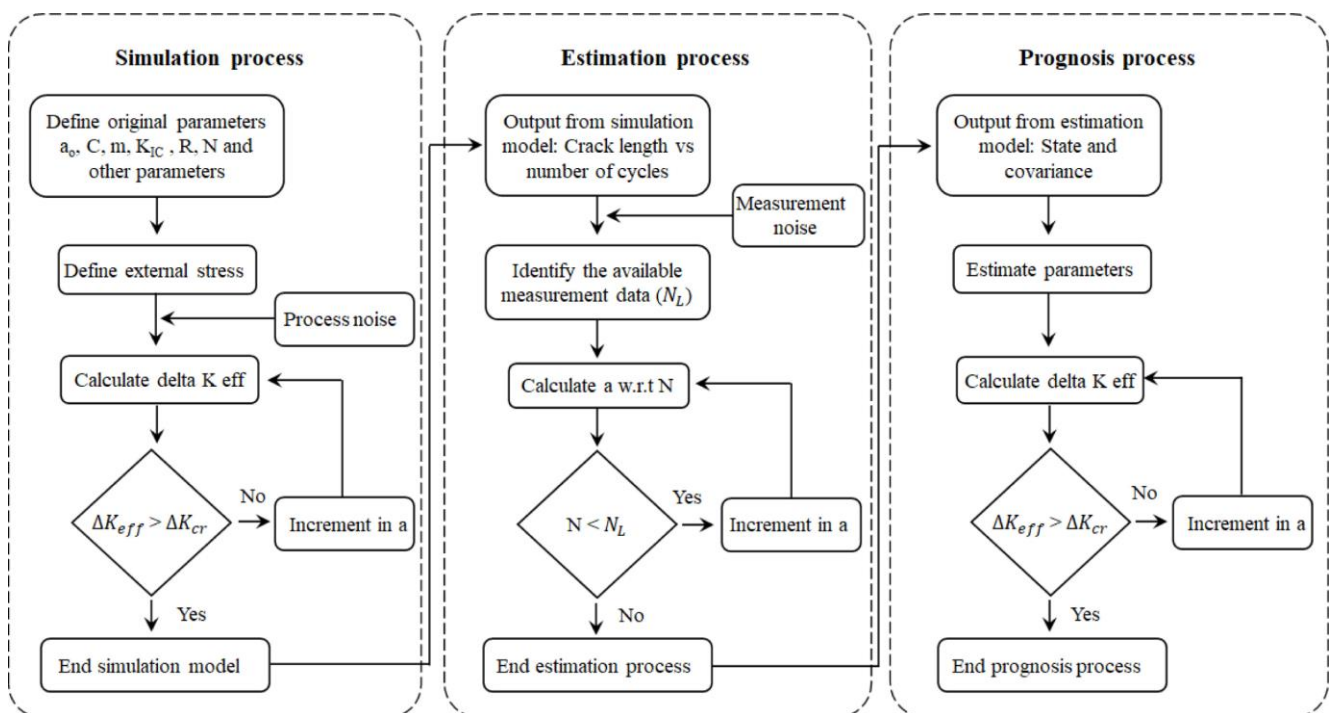 Simulation process
Define original parameters
a₀, C, m, K_IC , R, N and
other parameters
Define external stress
Process noise
Calculate delta K eff
ΔK_eff > ΔK_cr
No
Increment in a
Yes
End simulation model
Estimation process
Output from simulation
model: Crack length vs
number of cycles
Measurement
noise
Identify the available
measurement data (N_L)
Calculate a w.r.t N
N < N_L
Yes
Increment in a
No
End estimation process
Prognosis process
Output from estimation
model: State and
covariance
Estimate parameters
Calculate delta K eff
ΔK_eff > ΔK_cr
No
Increment in a
Yes
End prognosis process